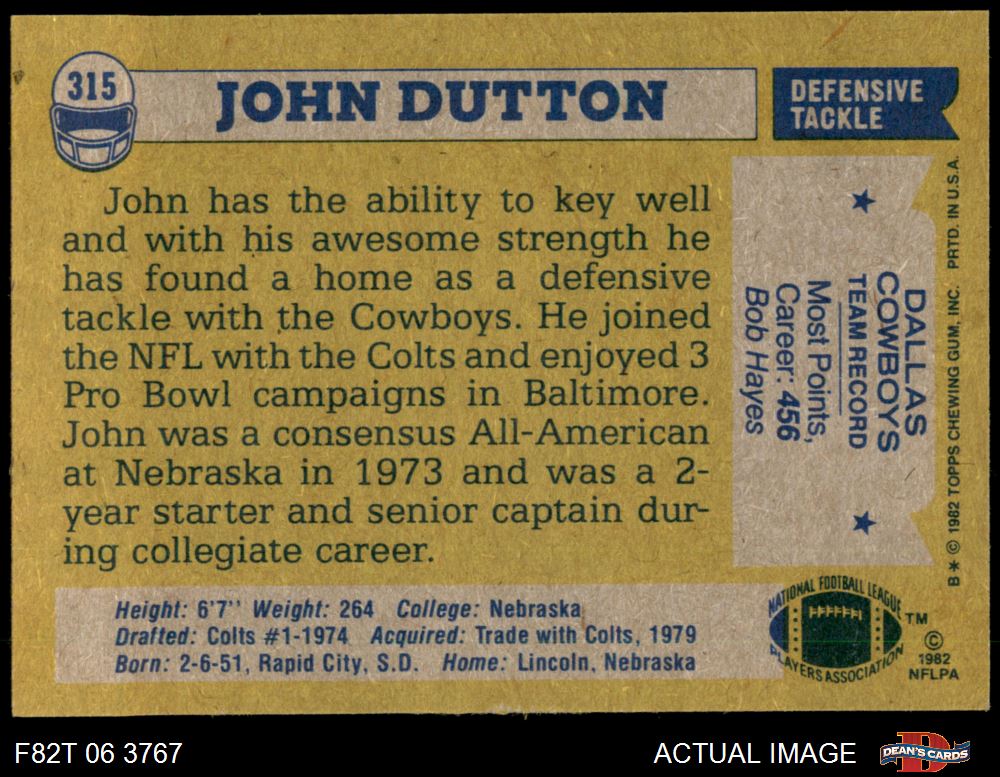 315
JOHN DUTTON
DEFENSIVE
TACKLE
John has the ability to key well
and with his awesome strength he
has found a home as a defensive
tackle with the Cowboys. He joined
the NFL with the Colts and enjoyed 3
Pro Bowl campaigns in Baltimore.
John was a consensus All-American
at Nebraska in 1973 and was a 2-
year starter and senior captain dur-
ing collegiate career.
DALLAS
COWBOYS
TEAM RECORD
Most Points,
Career: 456
Bob Hayes
B* © 1982 TOPPS CHEWING GUM, INC. PRTD. IN U.S.A.
Height: 6'7'' Weight: 264 College: Nebraska
Drafted: Colts #1-1974 Acquired: Trade with Colts, 1979
Born: 2-6-51, Rapid City, S.D. Home: Lincoln, Nebraska
NATIONAL FOOTBALL LEAGUE
PLAYERS ASSOCIATION
TM
©
1982
NFLPA
F82T 06 3767
ACTUAL IMAGE
D
DEAN'S CARDS